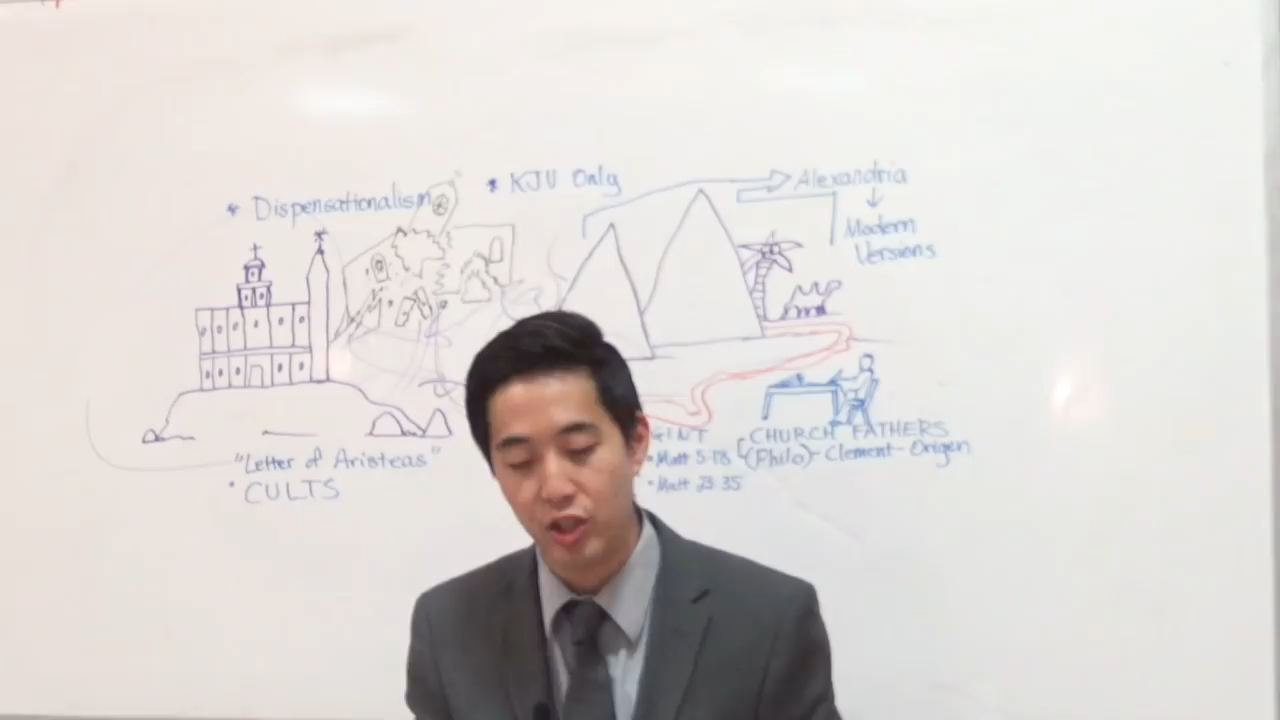 * Dispensationalism
* KJV Only
Alexandria
Modern
Versions
"Letter of Aristeas"
• CULTS
• Matt 5:18
• Matt 23:35
CHURCH FATHERS
(Philo)-Clement-Origen